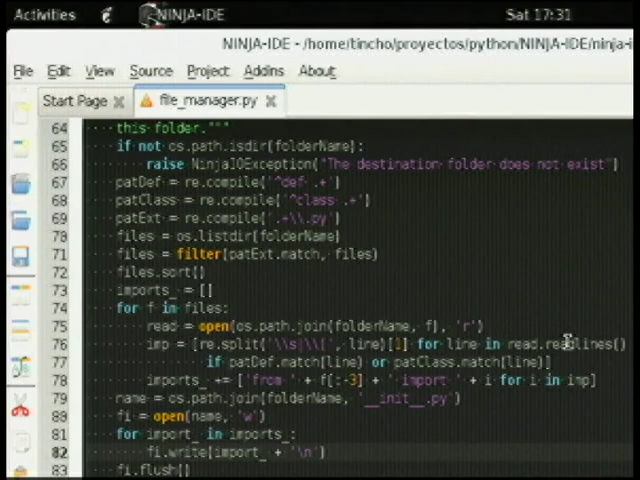 Activities NINJA-IDE Sat 17:31
NINJA-IDE - /home/tincho/proyectos/python/NINJA-IDE/ninja-i
File Edit View Source Project Addins About
Start Page file_manager.py
64 this folder."""
65 if not os.path.isdir(folderName):
66 raise NinjaIOException("The destination folder does not exist")
67 patDef = re.compile('^def .+')
68 patClass = re.compile('^class .+')
69 patExt = re.compile('.+\\.py')
70 files = os.listdir(folderName)
71 files = filter(patExt.match, files)
72 files.sort()
73 imports_ = []
74 for f in files:
75 read = open(os.path.join(folderName, f), 'r')
76 imp = [re.split('\\s|\\(', line)[1] for line in read.readlines()
77 if patDef.match(line) or patClass.match(line)]
78 imports_ += ['from ' + f[:-3] + ' import ' + i for i in imp]
79 name = os.path.join(folderName, '__init__.py')
80 fi = open(name, 'w')
81 for import_ in imports_:
82 fi.write(import_ + '\n')
83 fi.flush()